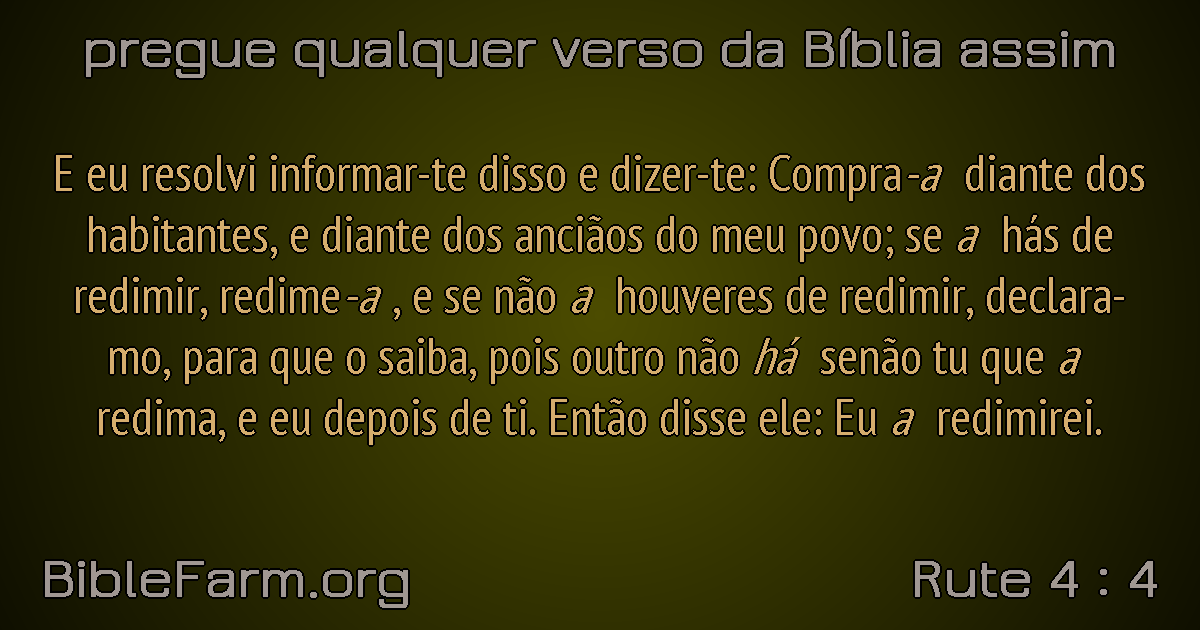 pregue qualquer verso da Bíblia assim
E eu resolvi informar-te disso e dizer-te: Compra-a diante dos
habitantes, e diante dos anciãos do meu povo; se a hás de
redimir, redime-a , e se não a houveres de redimir, declara-
mo, para que o saiba, pois outro não há senão tu que a
redima, e eu depois de ti. Então disse ele: Eu a redimirei.
BibleFarm.org
Rute 4 : 4